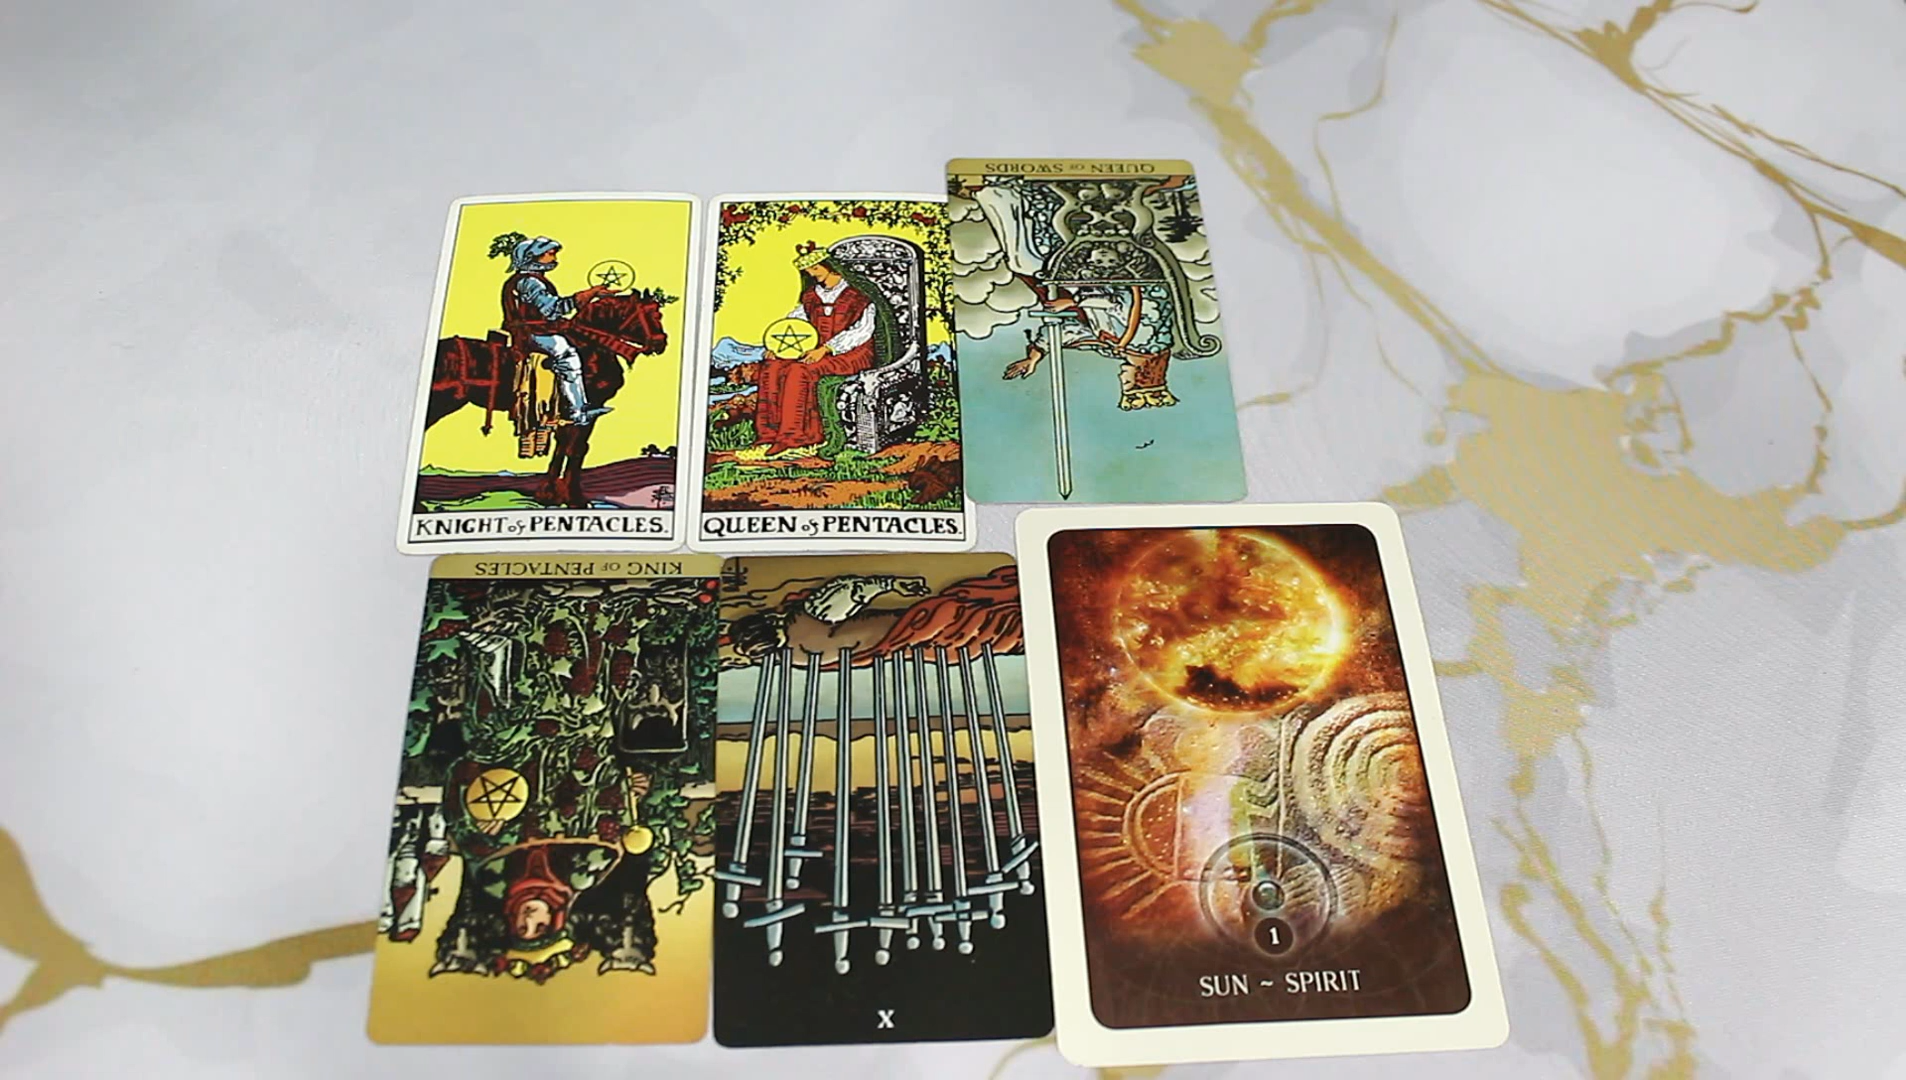 QUEEN OF SWORDS
KNIGHT of PENTACLES.
QUEEN of PENTACLES.
KING OF PENTACLES
X
1
SUN ~ SPIRIT